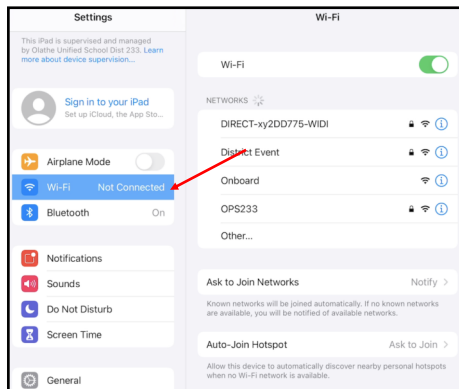 Settings
This iPad is supervised and managed
by Olathe Unified School Dist 233. Learn
more about device supervision...
Sign in to your iPad
Set up iCloud, the App Sto...
Airplane Mode
Wi-Fi Not Connected
Bluetooth On
Notifications
Sounds
Do Not Disturb
Screen Time
General
Wi-Fi
Wi-Fi
NETWORKS
DIRECT-xy2DD775-WIDI
District Event
Onboard
OPS233
Other...
Ask to Join Networks Notify
Known networks will be joined automatically. If no known networks
are available, you will be notified of available networks.
Auto-Join Hotspot Ask to Join
Allow this device to automatically discover nearby personal hotspots
when no Wi-Fi network is available.